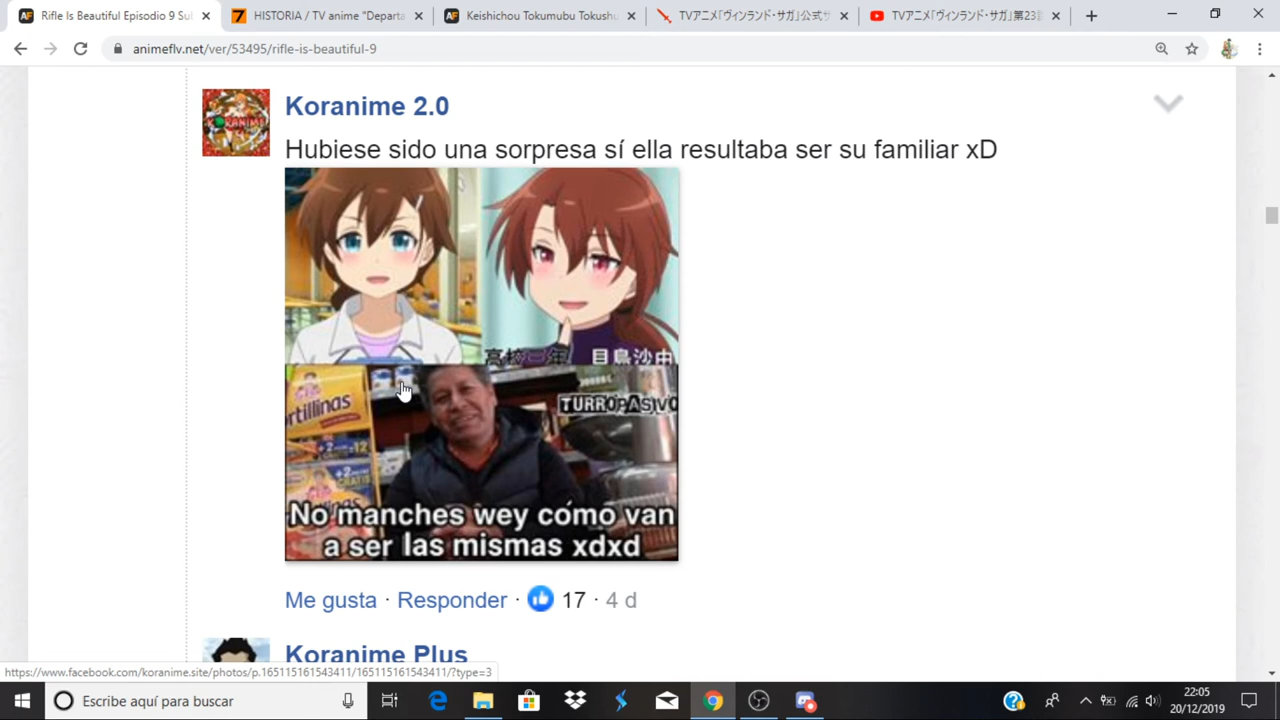 Rifle Is Beautiful Episodio 9 Sul
HISTORIA / TV anime "Departa
Keishichou Tokumubu Tokushu
TVアニメ「ヴィンランド・サガ」公式サ
TVアニメ「ヴィンランド・サガ」第23話
animeflv.net/ver/53495/rifle-is-beautiful-9
Koranime 2.0
Hubiese sido una sorpresa sí ella resultaba ser su familiar xD
KORANIME
高校二年 貝島沙由
TURROPASIVO
No manches wey cómo van
a ser las mismas xdxd
Me gusta · Responder · 17 · 4 d
Koranime Plus
https://www.facebook.com/koranime.site/photos/p.165115161543411/165115161543411/?type=3
Escribe aquí para buscar
22:05
20/12/2019